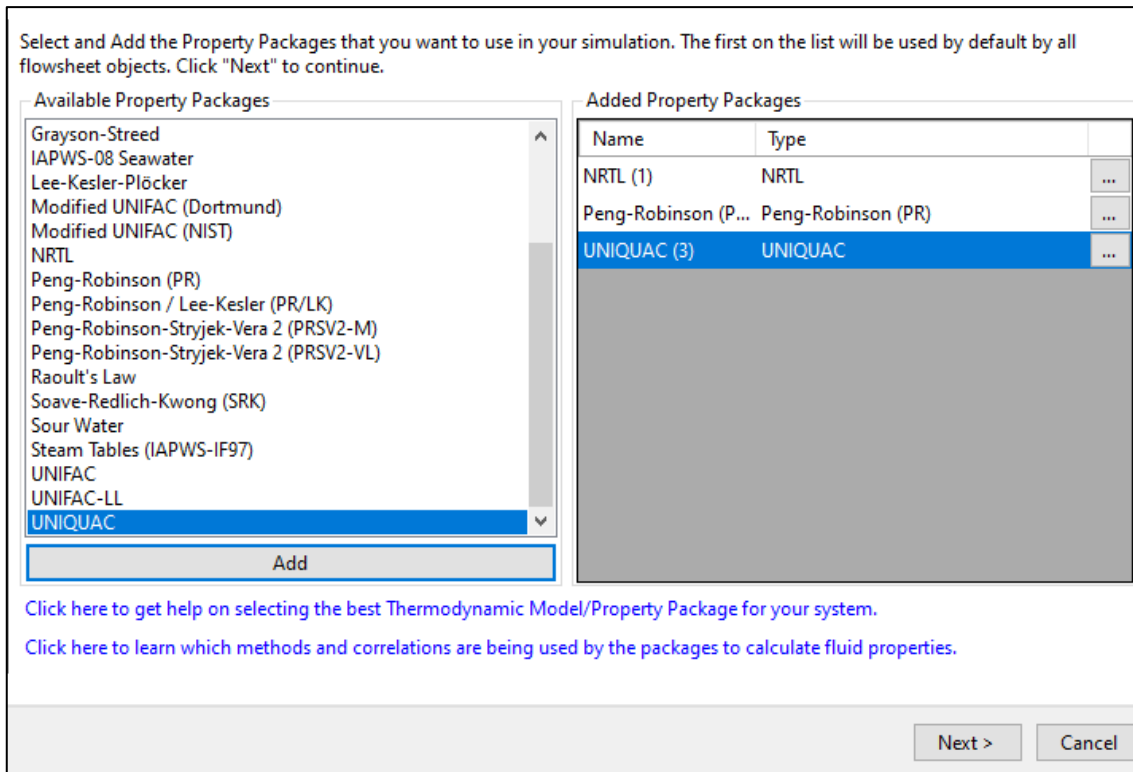 Select and Add the Property Packages that you want to use in your simulation. The first on the list will be used by default by all
flowsheet objects. Click "Next" to continue.
Available Property Packages
Grayson-Streed
IAPWS-08 Seawater
Lee-Kesler-Plöcker
Modified UNIFAC (Dortmund)
Modified UNIFAC (NIST)
NRTL
Peng-Robinson (PR)
Peng-Robinson / Lee-Kesler (PR/LK)
Peng-Robinson-Stryjek-Vera 2 (PRSV2-M)
Peng-Robinson-Stryjek-Vera 2 (PRSV2-VL)
Raoult's Law
Soave-Redlich-Kwong (SRK)
Sour Water
Steam Tables (IAPWS-IF97)
UNIFAC
UNIFAC-LL
UNIQUAC
Add
Added Property Packages
Name Type
NRTL (1) NRTL ...
Peng-Robinson (P... Peng-Robinson (PR) ...
UNIQUAC (3) UNIQUAC ...
Click here to get help on selecting the best Thermodynamic Model/Property Package for your system.
Click here to learn which methods and correlations are being used by the packages to calculate fluid properties.
Next > Cancel